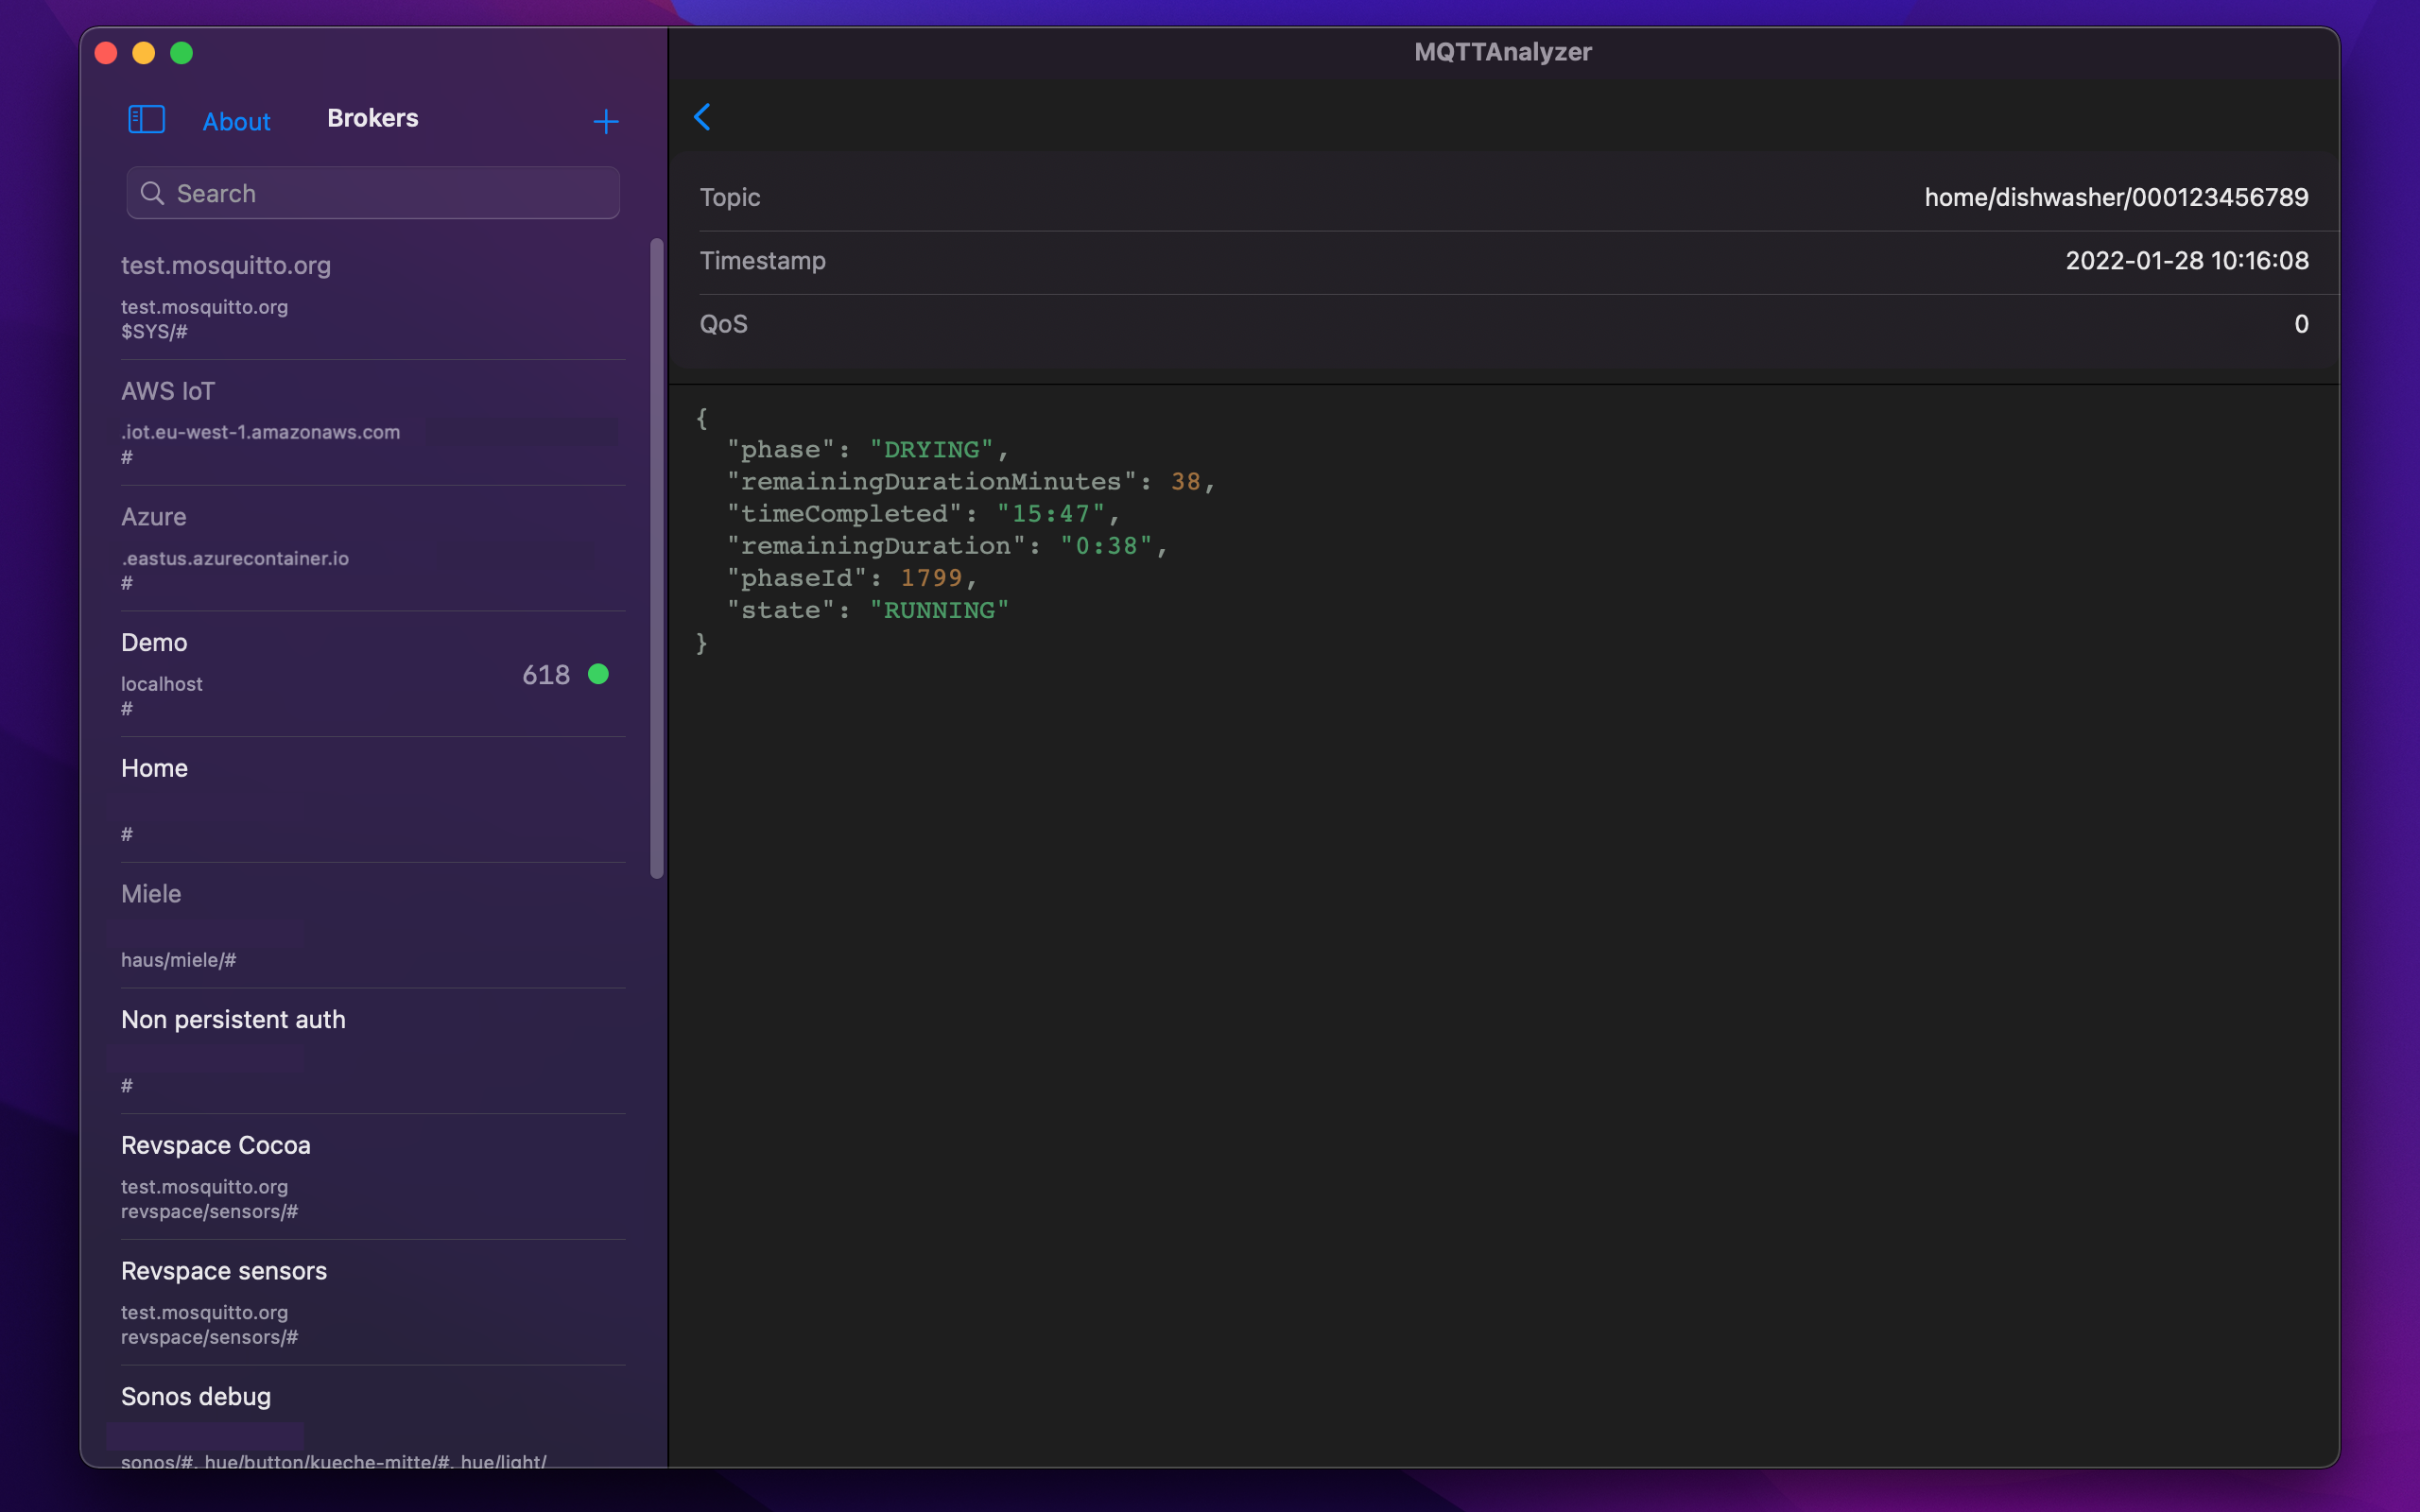 MQTTAnalyzer
About
Brokers
Search
test.mosquitto.org
test.mosquitto.org
$SYS/#
AWS IoT
.iot.eu-west-1.amazonaws.com
#
Azure
.eastus.azurecontainer.io
#
Demo
localhost
#
618
Home
#
Miele
haus/miele/#
Non persistent auth
#
Revspace Cocoa
test.mosquitto.org
revspace/sensors/#
Revspace sensors
test.mosquitto.org
revspace/sensors/#
Sonos debug
sonos/#, hue/button/kueche-mitte/#, hue/light/
Topic home/dishwasher/000123456789
Timestamp 2022-01-28 10:16:08
QoS 0
{
"phase": "DRYING",
"remainingDurationMinutes": 38,
"timeCompleted": "15:47",
"remainingDuration": "0:38",
"phaseId": 1799,
"state": "RUNNING"
}